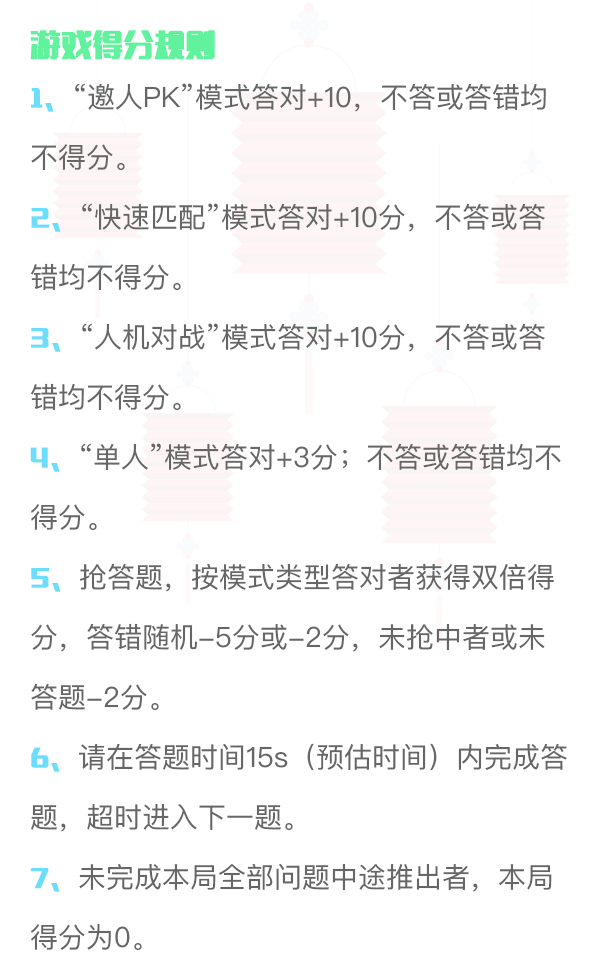 游戏得分规则
1、“邀人PK”模式答对+10，不答或答错均
不得分。
2、“快速匹配”模式答对+10分，不答或答
错均不得分。
3、“人机对战”模式答对+10分，不答或答
错均不得分。
4、“单人”模式答对+3分；不答或答错均不
得分。
5、抢答题，按模式类型答对者获得双倍得
分，答错随机-5分或-2分，未抢中者或未
答题-2分。
6、请在答题时间15s（预估时间）内完成答
题，超时进入下一题。
7、未完成本局全部问题中途推出者，本局
得分为0。